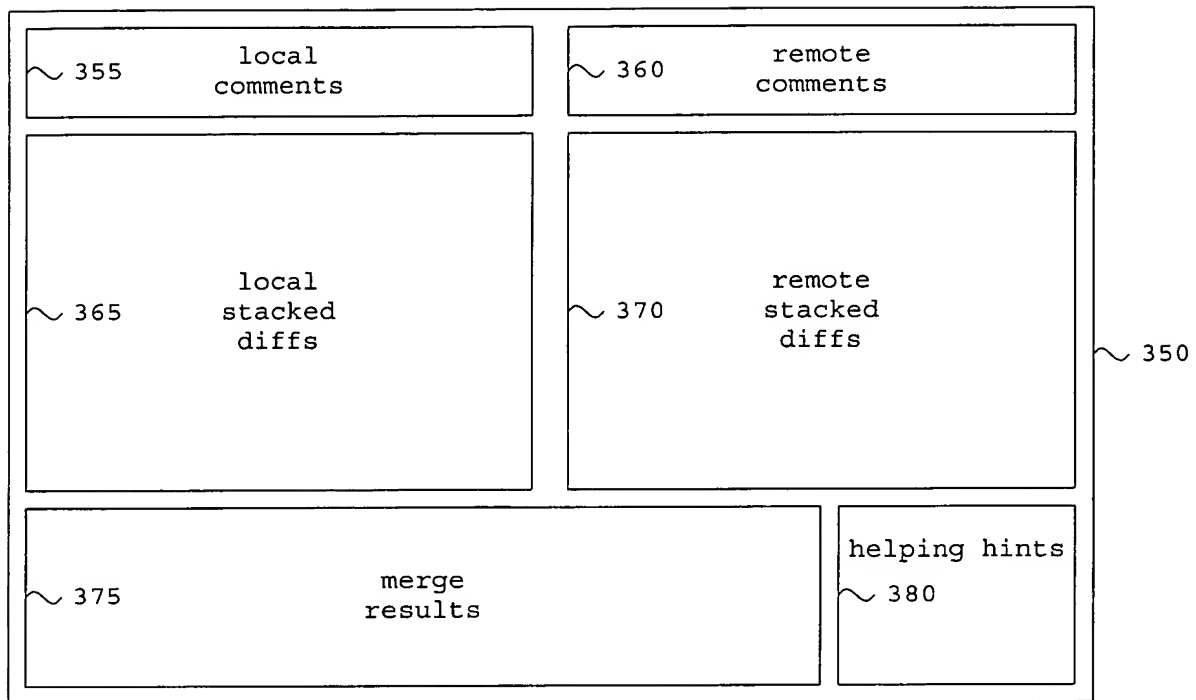 355
local
comments
360
remote
comments
365
local
stacked
diffs
370
remote
stacked
diffs
350
375
merge
results
helping hints
380